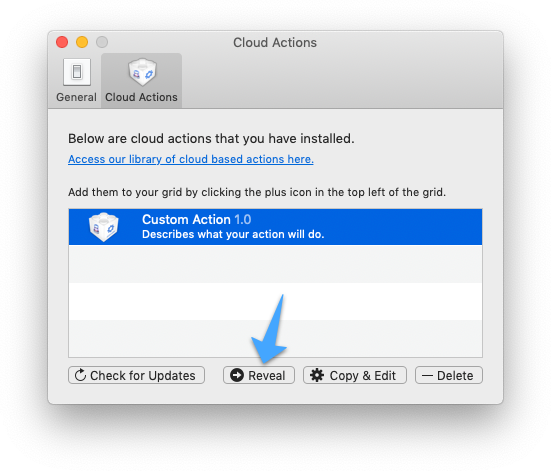 Cloud Actions
General
Cloud Actions
Below are cloud actions that you have installed.
Access our library of cloud based actions here.
Add them to your grid by clicking the plus icon in the top left of the grid.
Custom Action 1.0
Describes what your action will do.
Check for Updates
Reveal
Copy & Edit
Delete